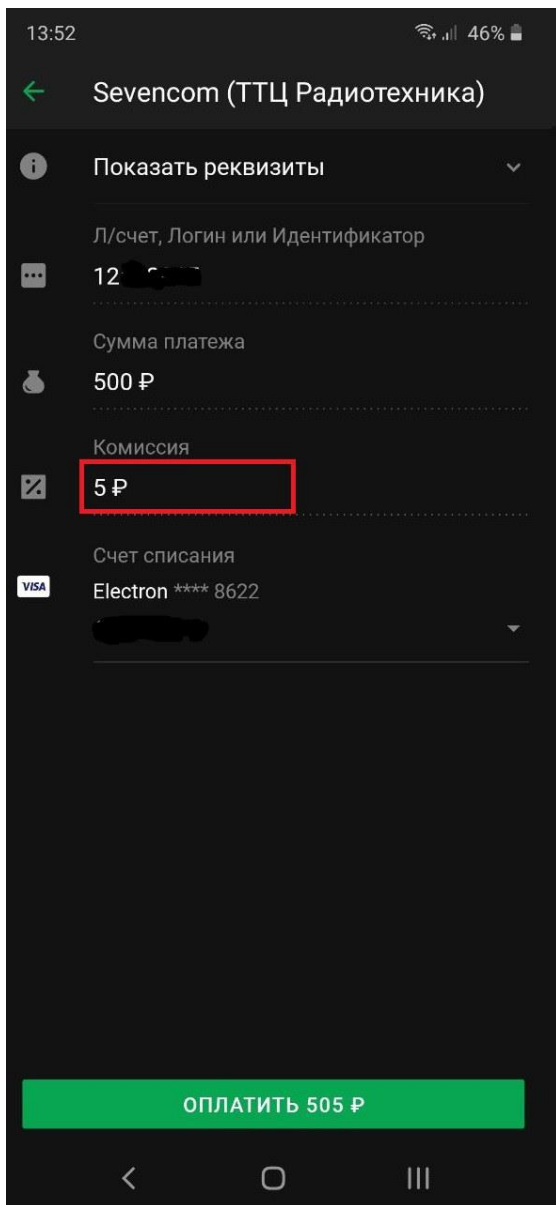 13:52
46%
Sevencom (ТТЦ Радиотехника)
Показать реквизиты
Л/счет, Логин или Идентификатор
12
Сумма платежа
500 ₽
Комиссия
5 ₽
Счет списания
VISA
Electron **** 8622
ОПЛАТИТЬ 505 ₽